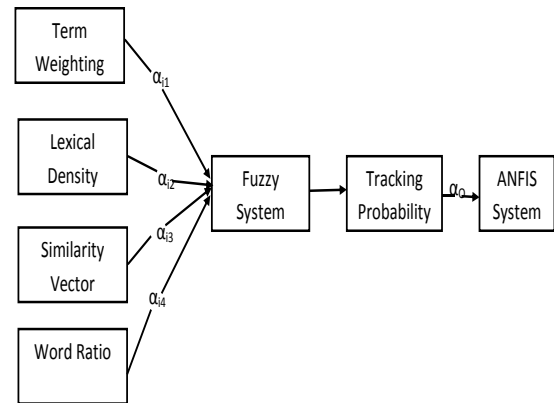 Term
Weighting
αi1
Lexical
Density
αi2
Similarity
Vector
αi3
Word Ratio
αi4
Fuzzy
System
Tracking
Probability
αO
ANFIS
System